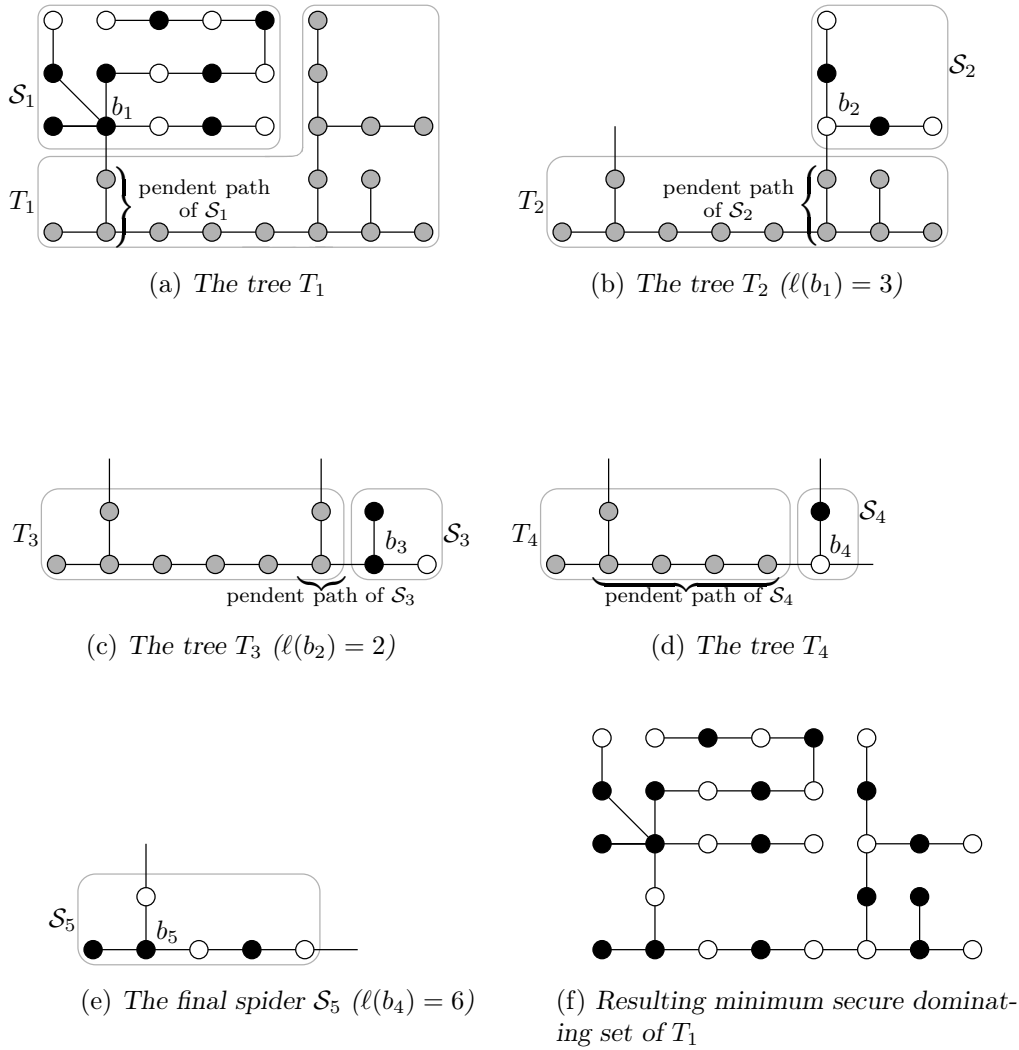 S₁
b₁
T₁
pendent path
of S₁
(a) The tree T₁
S₂
b₂
T₂
pendent path
of S₂
(b) The tree T₂ (ℓ(b₁) = 3)
T₃
b₃
S₃
pendent path of S₃
(c) The tree T₃ (ℓ(b₂) = 2)
T₄
S₄
b₄
pendent path of S₄
(d) The tree T₄
S₅
b₅
(e) The final spider S₅ (ℓ(b₄) = 6)
(f) Resulting minimum secure dominat-
ing set of T₁